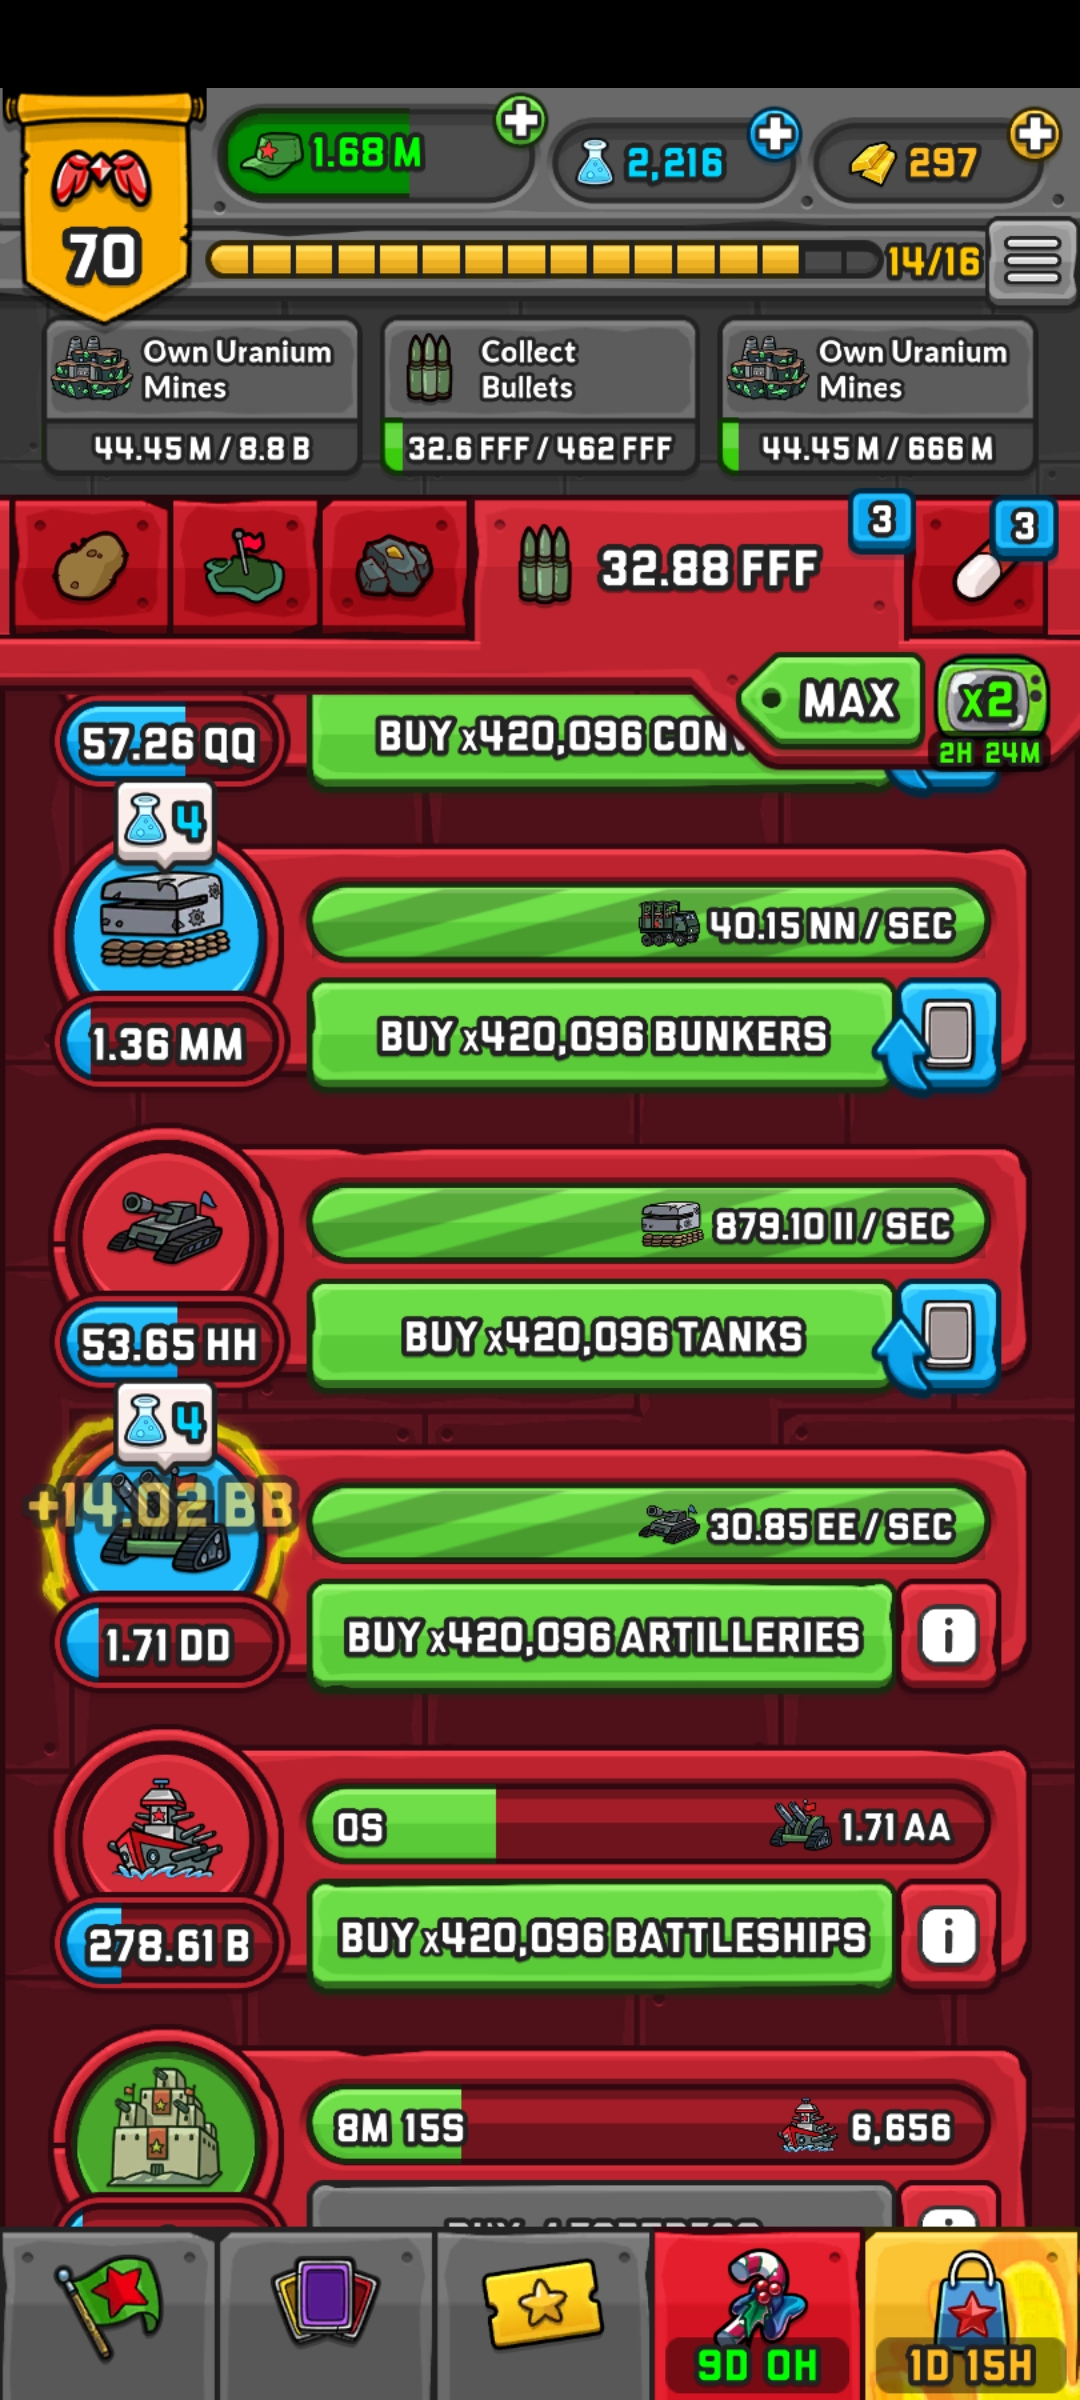 1.68 M
2,216
297
70
14/16
Own Uranium
Mines
44.45 M / 8.8 B
Collect
Bullets
32.6 FFF / 462 FFF
Own Uranium
Mines
44.45 M / 666 M
32.88 FFF
3
3
MAX
x2
2H 24M
57.26 QQ
BUY x420,096
4
40.15 NN / SEC
1.36 MM
BUY x420,096 BUNKERS
879.10 II / SEC
53.65 HH
BUY x420,096 TANKS
4
+14.02 BB
30.85 EE / SEC
1.71 DD
BUY x420,096 ARTILLERIES
i
0S
1.71 AA
278.61 B
BUY x420,096 BATTLESHIPS
i
8M 15S
6,656
9D 0H
1D 15H